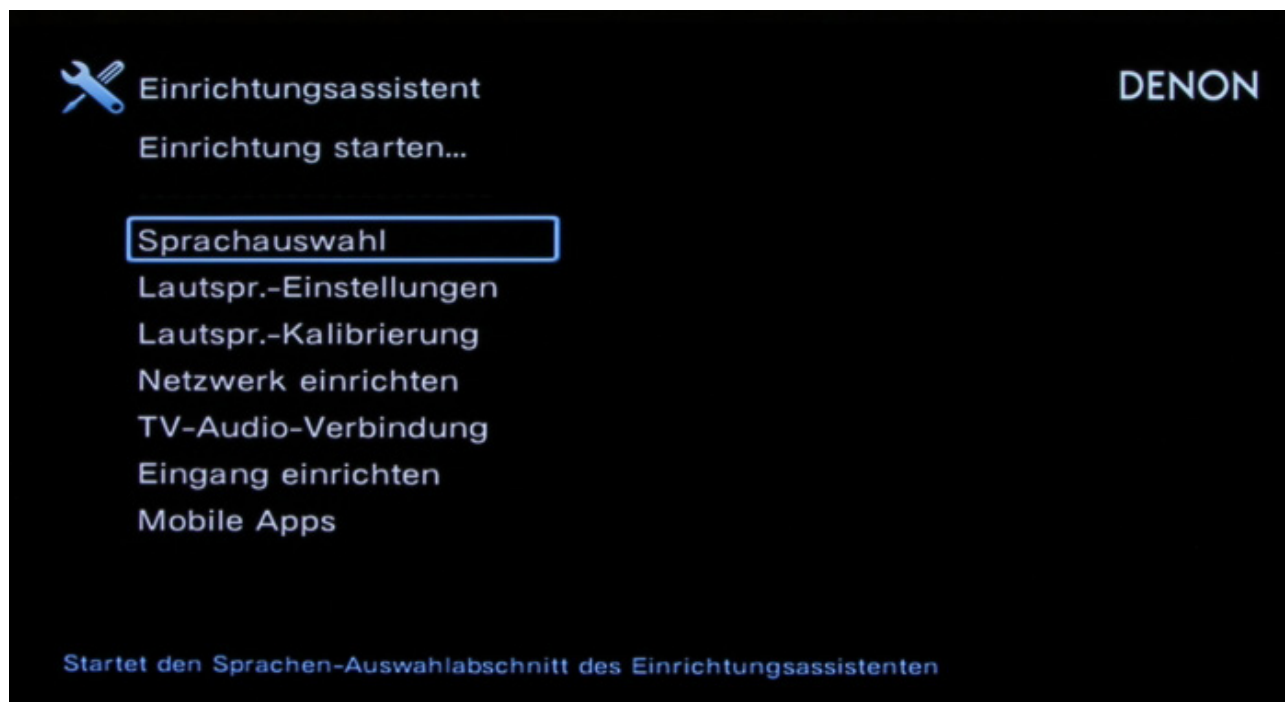 Einrichtungsassistent
DENON
Einrichtung starten...
Sprachauswahl
Lautspr.-Einstellungen
Lautspr.-Kalibrierung
Netzwerk einrichten
TV-Audio-Verbindung
Eingang einrichten
Mobile Apps
Startet den Sprachen-Auswahlabschnitt des Einrichtungsassistenten